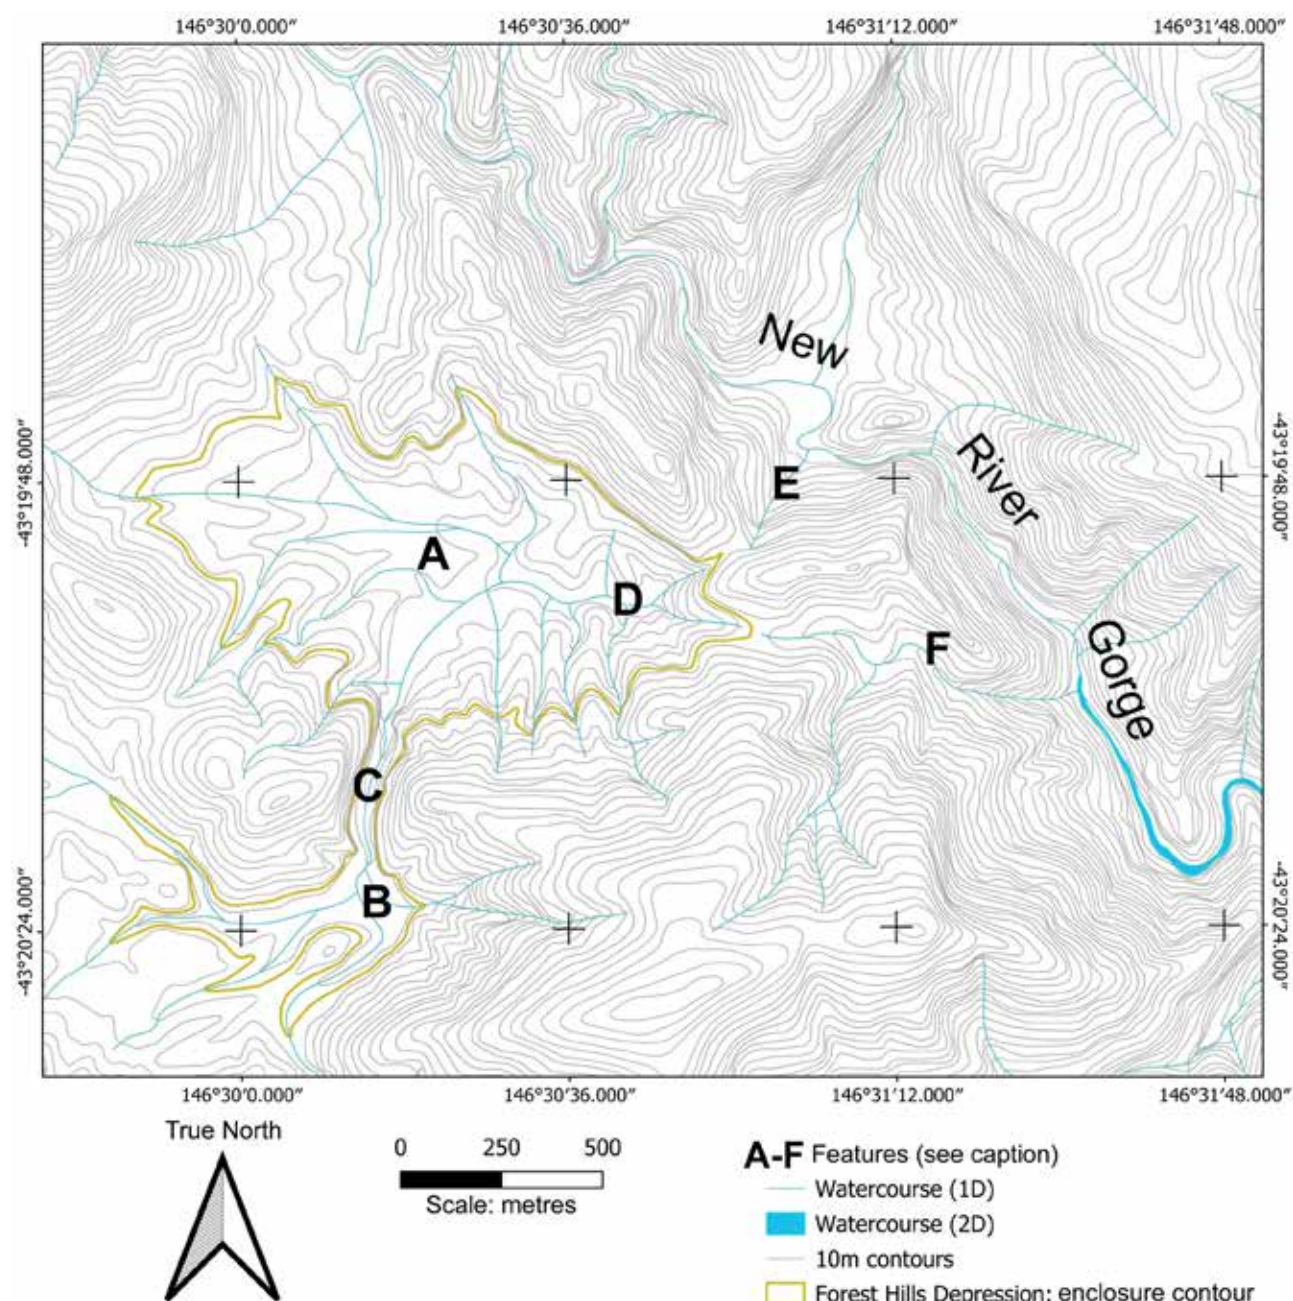 146°30′0.000″ 146°30′36.000″ 146°31′12.000″ 146°31′48.000″
New
-43°19′48.000″ -43°19′48.000″
River
E
A
D
F
Gorge
C
B
-43°20′24.000″ -43°20′24.000″
146°30′0.000″ 146°30′36.000″ 146°31′12.000″ 146°31′48.000″
True North
0 250 500
Scale: metres
A-F Features (see caption)
Watercourse (1D)
Watercourse (2D)
10m contours
Forest Hills Depression: enclosure contour